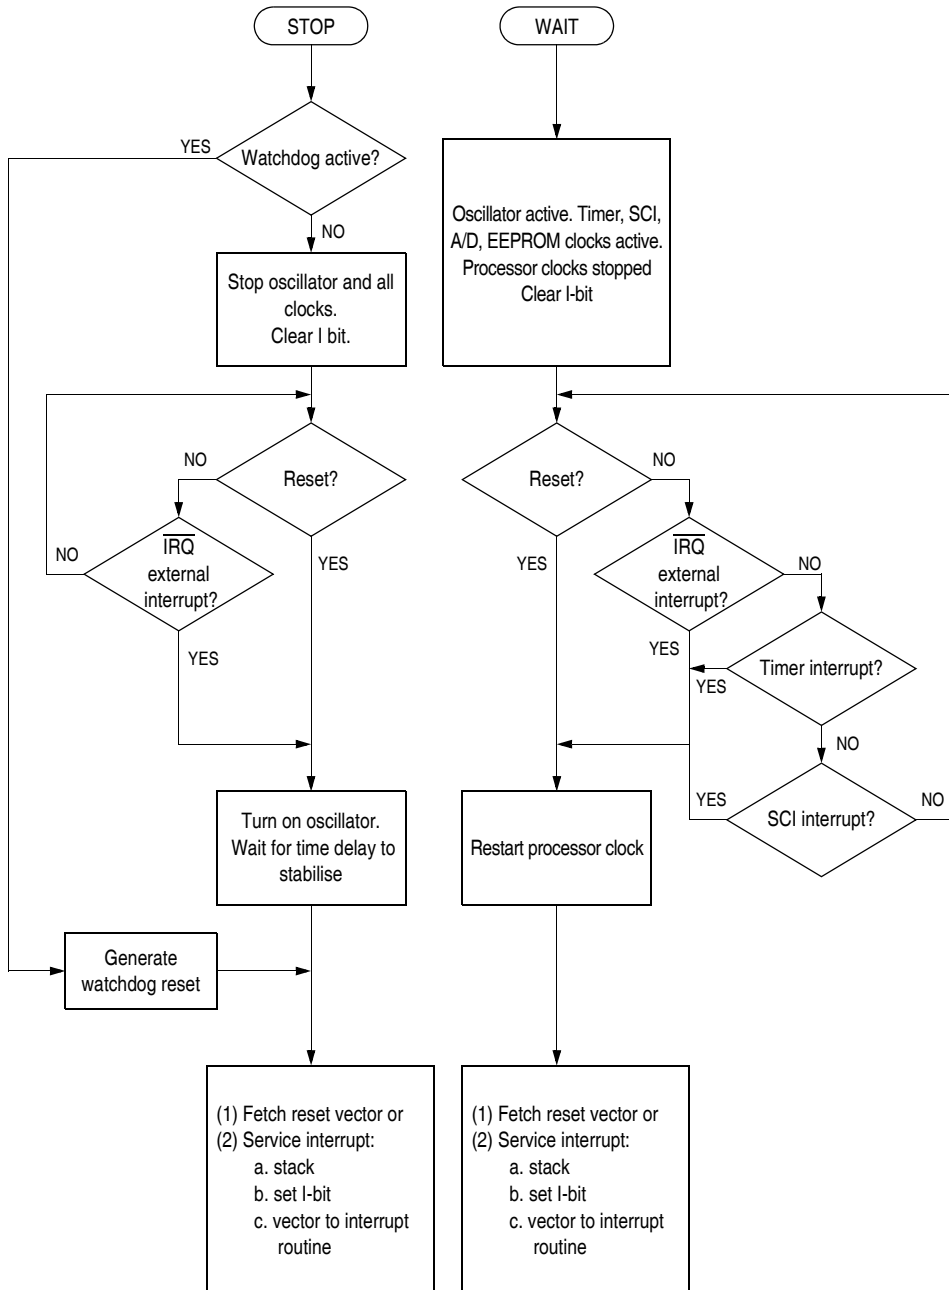 STOP
WAIT
YES
Watchdog active?
NO
Stop oscillator and all
clocks.
Clear I bit.
Oscillator active. Timer, SCI,
A/D, EEPROM clocks active.
Processor clocks stopped
Clear I-bit
NO
Reset?
YES
NO
IRQ
external
interrupt?
YES
Reset?
NO
YES
IRQ
external
interrupt?
NO
YES
Timer interrupt?
YES
NO
YES
SCI interrupt?
NO
Turn on oscillator.
Wait for time delay to
stabilise
Restart processor clock
Generate
watchdog reset
(1) Fetch reset vector or
(2) Service interrupt:
a. stack
b. set I-bit
c. vector to interrupt
routine
(1) Fetch reset vector or
(2) Service interrupt:
a. stack
b. set I-bit
c. vector to interrupt
routine